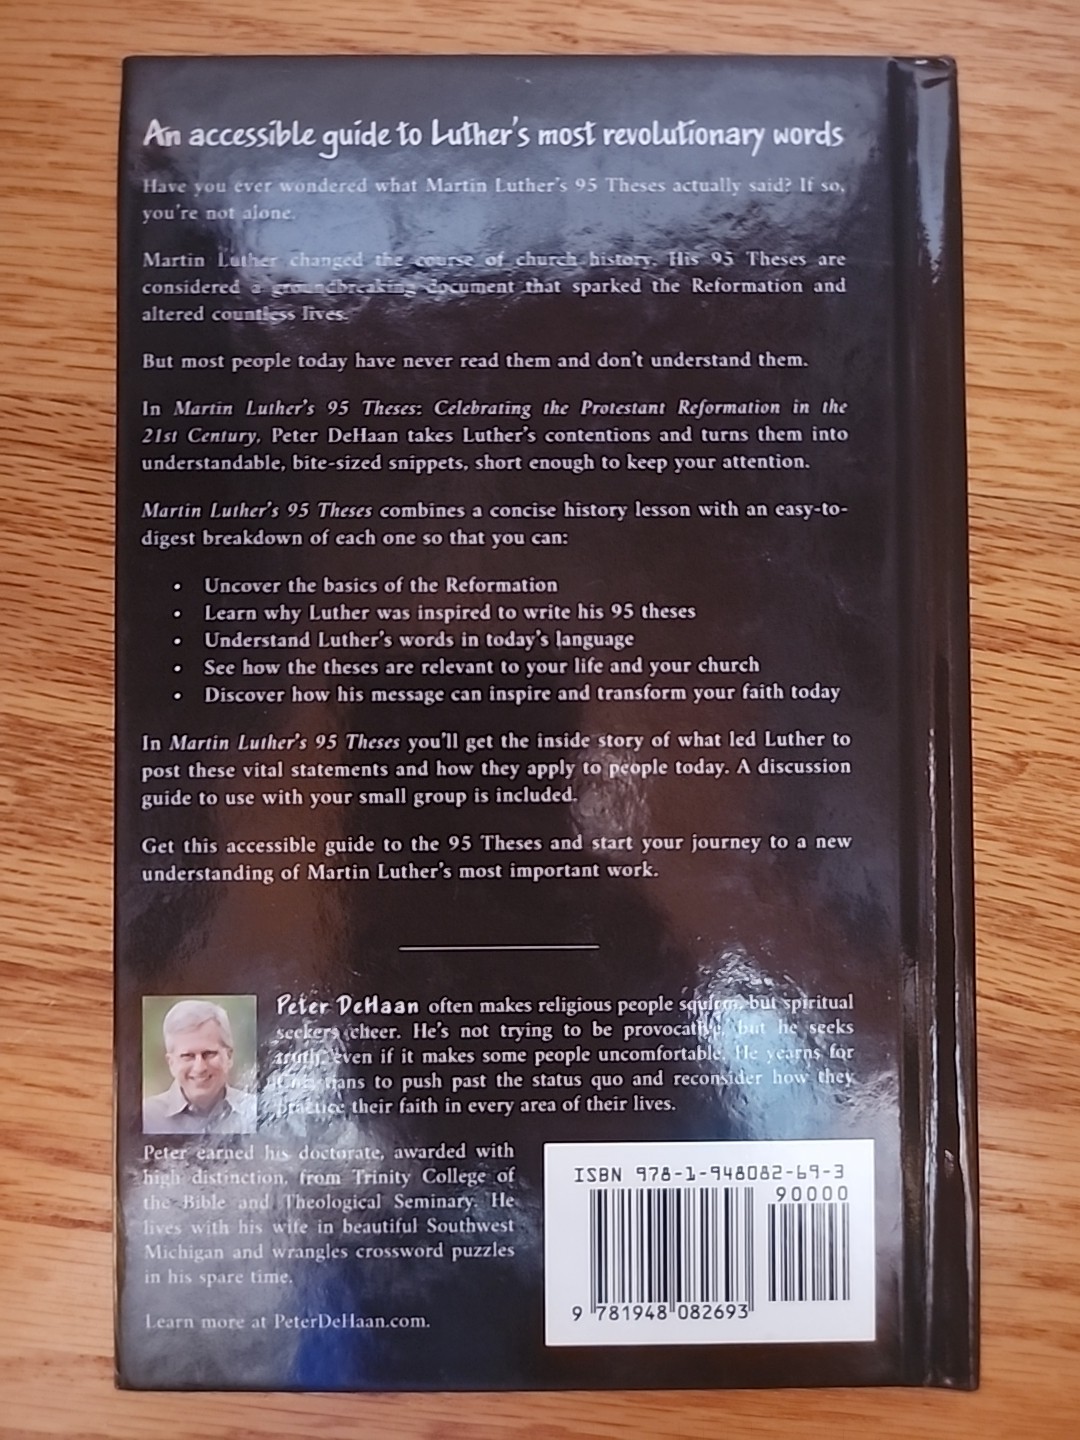 An accessible guide to Luther's most revolutionary words
Have you ever wondered what Martin Luther's 95 Theses actually said? If so,
you're not alone.
Martin Luther changed the course of church history. His 95 Theses are
considered a groundbreaking document that sparked the Reformation and
altered countless lives.
But most people today have never read them and don't understand them.
In Martin Luther's 95 Theses: Celebrating the Protestant Reformation in the
21st Century, Peter DeHaan takes Luther's contentions and turns them into
understandable, bite-sized snippets, short enough to keep your attention.
Martin Luther's 95 Theses combines a concise history lesson with an easy-to-
digest breakdown of each one so that you can:
• Uncover the basics of the Reformation
• Learn why Luther was inspired to write his 95 theses
• Understand Luther's words in today's language
• See how the theses are relevant to your life and your church
• Discover how his message can inspire and transform your faith today
In Martin Luther's 95 Theses you'll get the inside story of what led Luther to
post these vital statements and how they apply to people today. A discussion
guide to use with your small group is included.
Get this accessible guide to the 95 Theses and start your journey to a new
understanding of Martin Luther's most important work.
Peter DeHaan often makes religious people squirm, but spiritual
seekers cheer. He's not trying to be provocative, but he seeks
truth, even if it makes some people uncomfortable. He yearns for
Christians to push past the status quo and reconsider how they
practice their faith in every area of their lives.
Peter earned his doctorate, awarded with
high distinction, from Trinity College of
the Bible and Theological Seminary. He
lives with his wife in beautiful Southwest
Michigan and wrangles crossword puzzles
in his spare time.
Learn more at PeterDeHaan.com.
ISBN 978-1-948082-69-3
90000
9 781948 082693